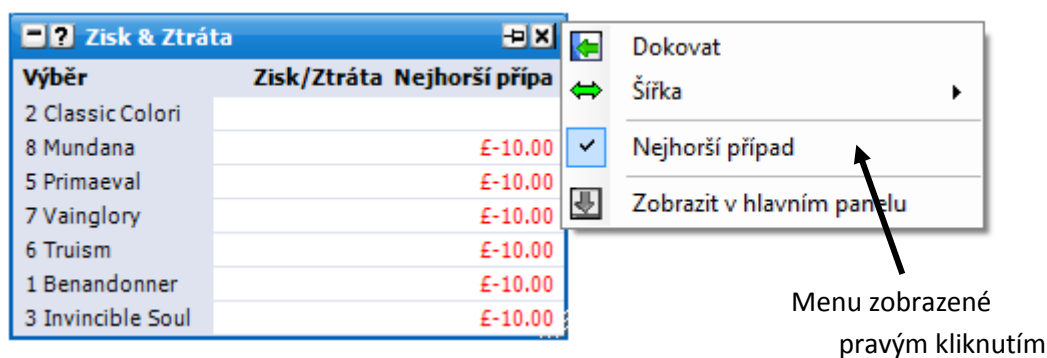 Zisk & Ztráta
Výběr Zisk/Ztráta Nejhorší přípa
2 Classic Colori
8 Mundana £-10.00
5 Primaeval £-10.00
7 Vainglory £-10.00
6 Truism £-10.00
1 Benandonner £-10.00
3 Invincible Soul £-10.00
Dokovat
Šířka
Nejhorší případ
Zobrazit v hlavním panelu
Menu zobrazené
pravým kliknutím